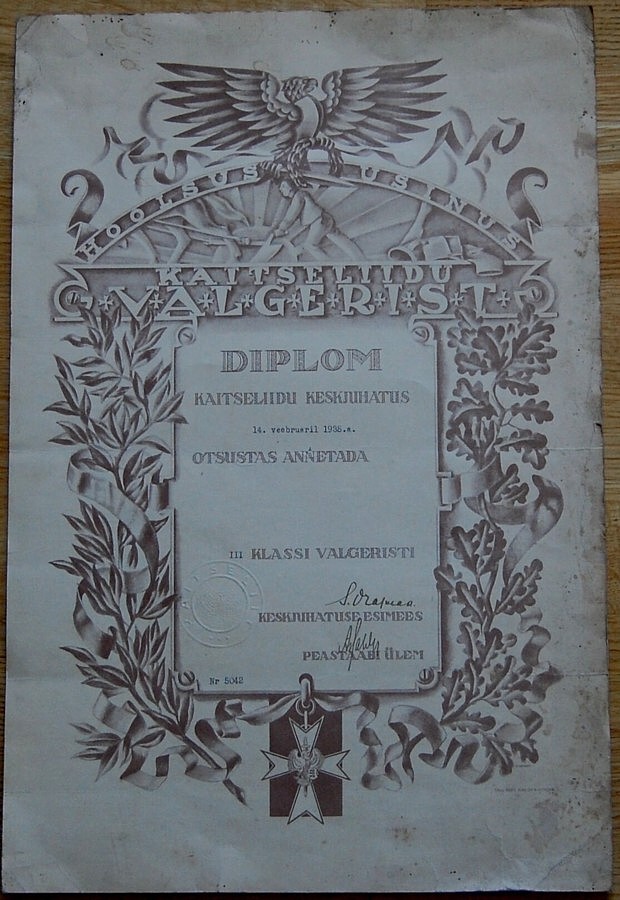 HOOLSUS USINUS
KAITSELIIDU
VALGERIST
DIPLOM
KAITSELIIDU KESKJUHATUS
14. veebruaril 1938.a.
OTSUSTAS ANNETADA
III KLASSI VALGERISTI
KESKJUHATUSE ESIMEES
PEASTAABI ÜLEM
Nr 5042